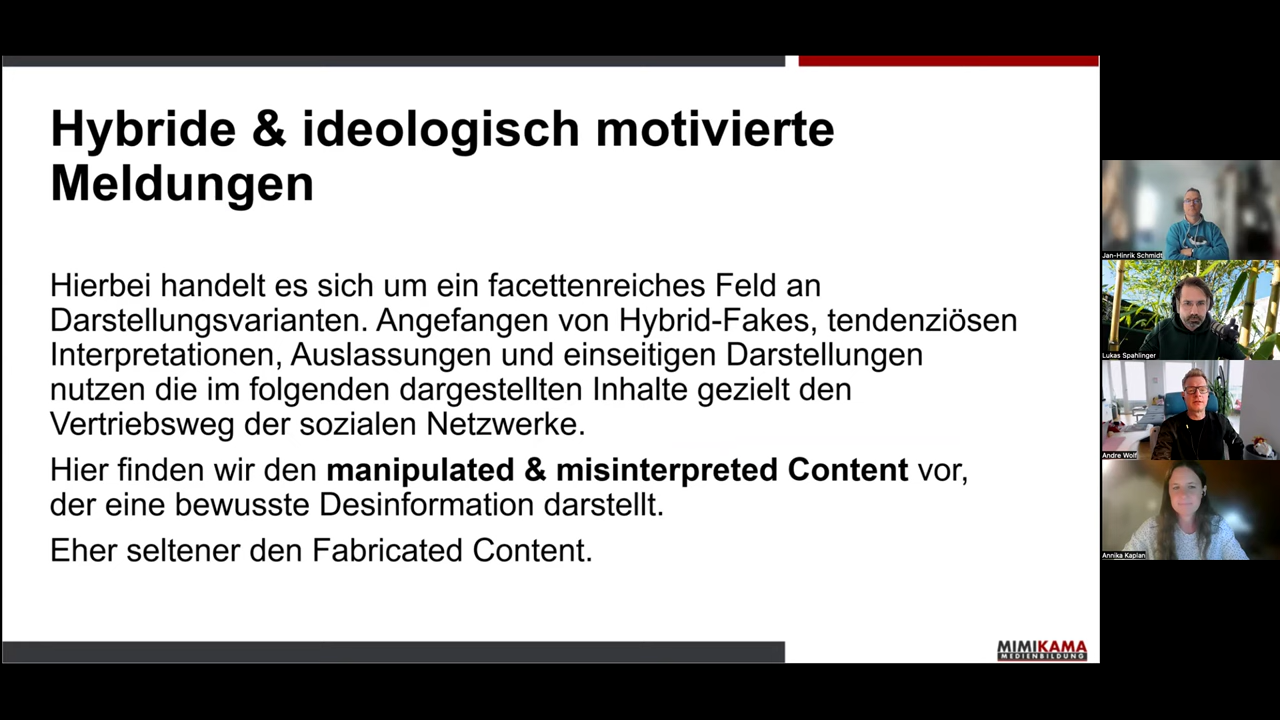 Hybride & ideologisch motivierte
Meldungen
Hierbei handelt es sich um ein facettenreiches Feld an
Darstellungsvarianten. Angefangen von Hybrid-Fakes, tendenziösen
Interpretationen, Auslassungen und einseitigen Darstellungen
nutzen die im folgenden dargestellten Inhalte gezielt den
Vertriebsweg der sozialen Netzwerke.
Hier finden wir den manipulated & misinterpreted Content vor,
der eine bewusste Desinformation darstellt.
Eher seltener den Fabricated Content.
MIMIKAMA
MEDIENBILDUNG
Jan-Hinrik Schmidt
Lukas Spahlinger
Andre Wolf
Annika Kaplan